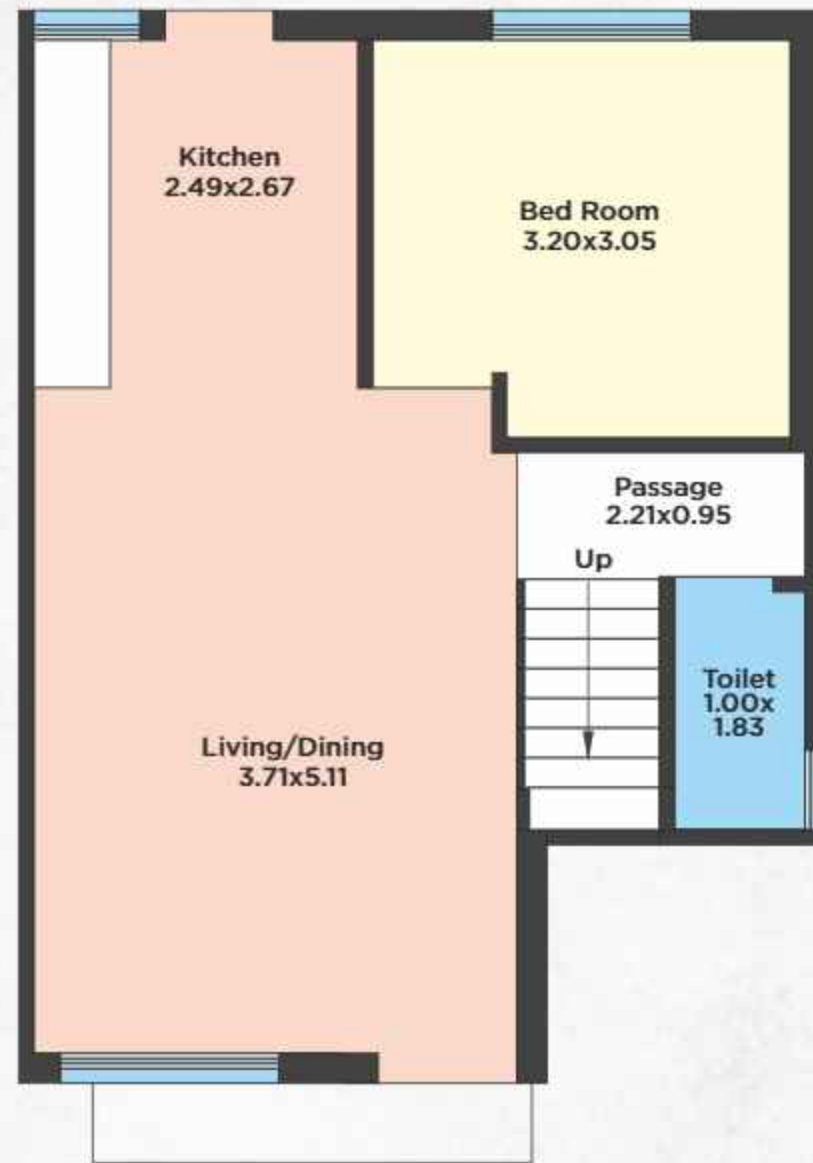 Kitchen
2.49x2.67
Bed Room
3.20x3.05
Passage
2.21x0.95
Up
Toilet
1.00x
1.83
Living/Dining
3.71x5.11